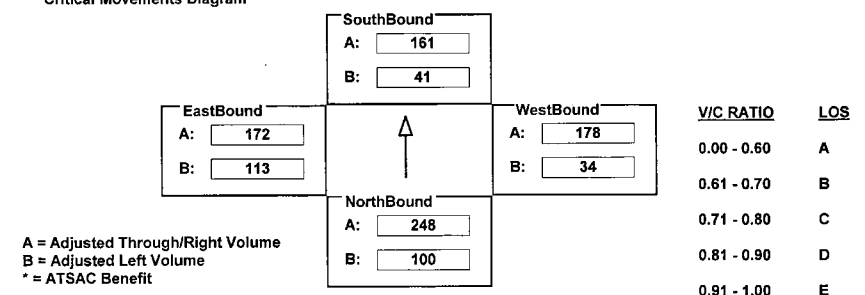 Critical Movements Diagram
SouthBound
A: 161
B: 41
EastBound
A: 172
B: 113
WestBound
A: 178
B: 34
NorthBound
A: 248
B: 100
A = Adjusted Through/Right Volume
B = Adjusted Left Volume
* = ATSAC Benefit
V/C RATIO LOS
0.00 - 0.60 A
0.61 - 0.70 B
0.71 - 0.80 C
0.81 - 0.90 D
0.91 - 1.00 E